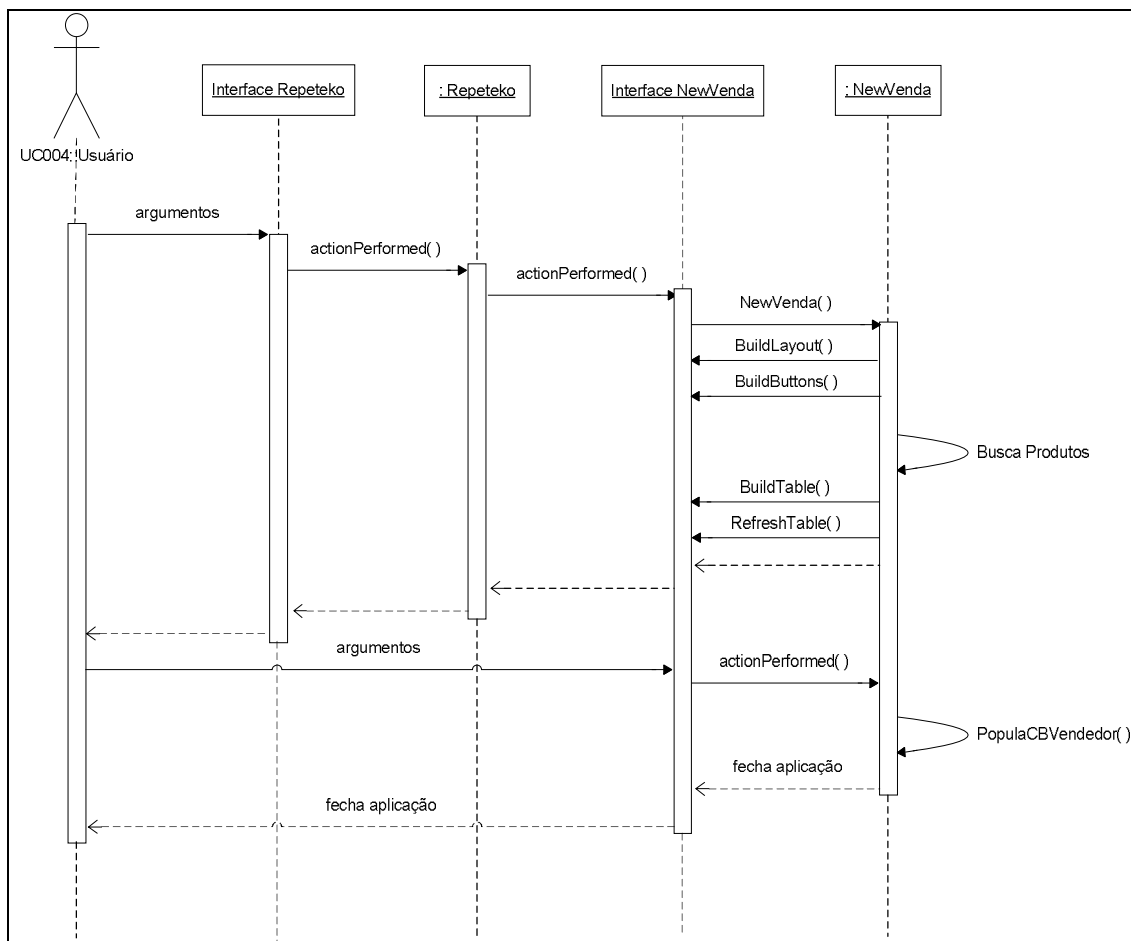 Interface Repeteko
: Repeteko
Interface NewVenda
: NewVenda
UC004: :Usuário
argumentos
actionPerformed( )
actionPerformed( )
NewVenda( )
BuildLayout( )
BuildButtons( )
Busca Produtos
BuildTable( )
RefreshTable( )
argumentos
actionPerformed( )
PopulaCBVendedor( )
fecha aplicação
fecha aplicação